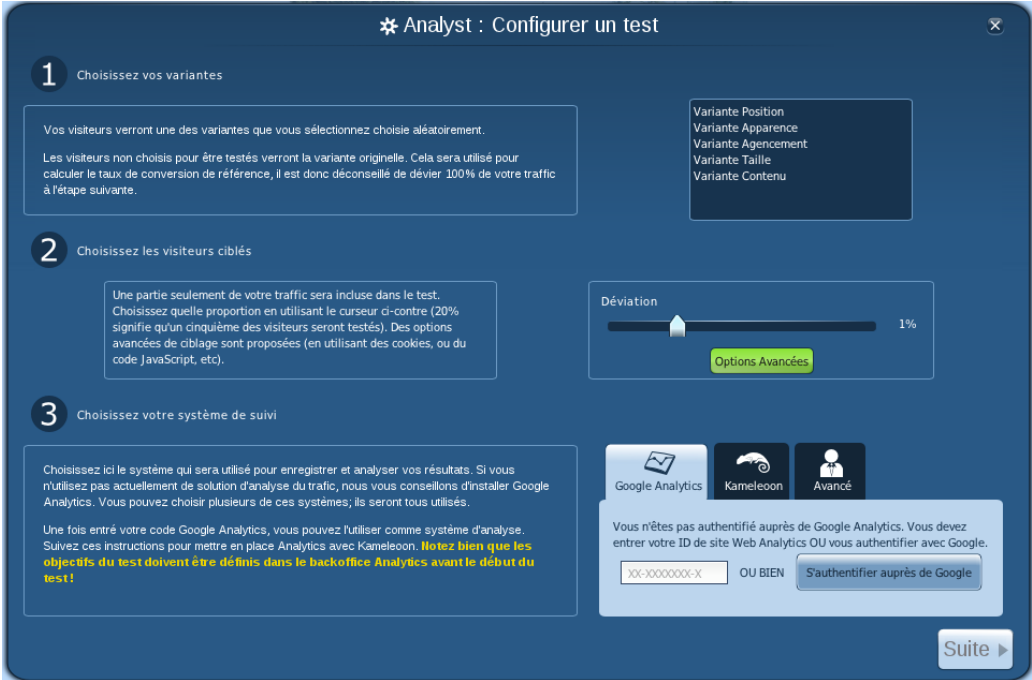 Analyst : Configurer un test
1 Choisissez vos variantes
Vos visiteurs verront une des variantes que vous sélectionnez choisie aléatoirement.
Les visiteurs non choisis pour être testés verront la variante originelle. Cela sera utilisé pour
calculer le taux de conversion de référence, il est donc déconseillé de dévier 100% de votre traffic
à l'étape suivante.
Variante Position
Variante Apparence
Variante Agencement
Variante Taille
Variante Contenu
2 Choisissez les visiteurs ciblés
Une partie seulement de votre traffic sera incluse dans le test.
Choisissez quelle proportion en utilisant le curseur ci-contre (20%
signifie qu'un cinquième des visiteurs seront testés). Des options
avancées de ciblage sont proposées (en utilisant des cookies, ou du
code JavaScript, etc).
Déviation
1%
Options Avancées
3 Choisissez votre système de suivi
Choisissez ici le système qui sera utilisé pour enregistrer et analyser vos résultats. Si vous
n'utilisez pas actuellement de solution d'analyse du trafic, nous vous conseillons d'installer Google
Analytics. Vous pouvez choisir plusieurs de ces systèmes; ils seront tous utilisés.
Une fois entré votre code Google Analytics, vous pouvez l'utiliser comme système d'analyse.
Suivez ces instructions pour mettre en place Analytics avec Kameleoon. Notez bien que les
objectifs du test doivent être définis dans le backoffice Analytics avant le début du
test !
Google Analytics
Kameleoon
Avancé
Vous n'êtes pas authentifié auprès de Google Analytics. Vous devez
entrer votre ID de site Web Analytics OU vous authentifier avec Google.
XX-XXXXXXX-X OU BIEN S'authentifier auprès de Google
Suite